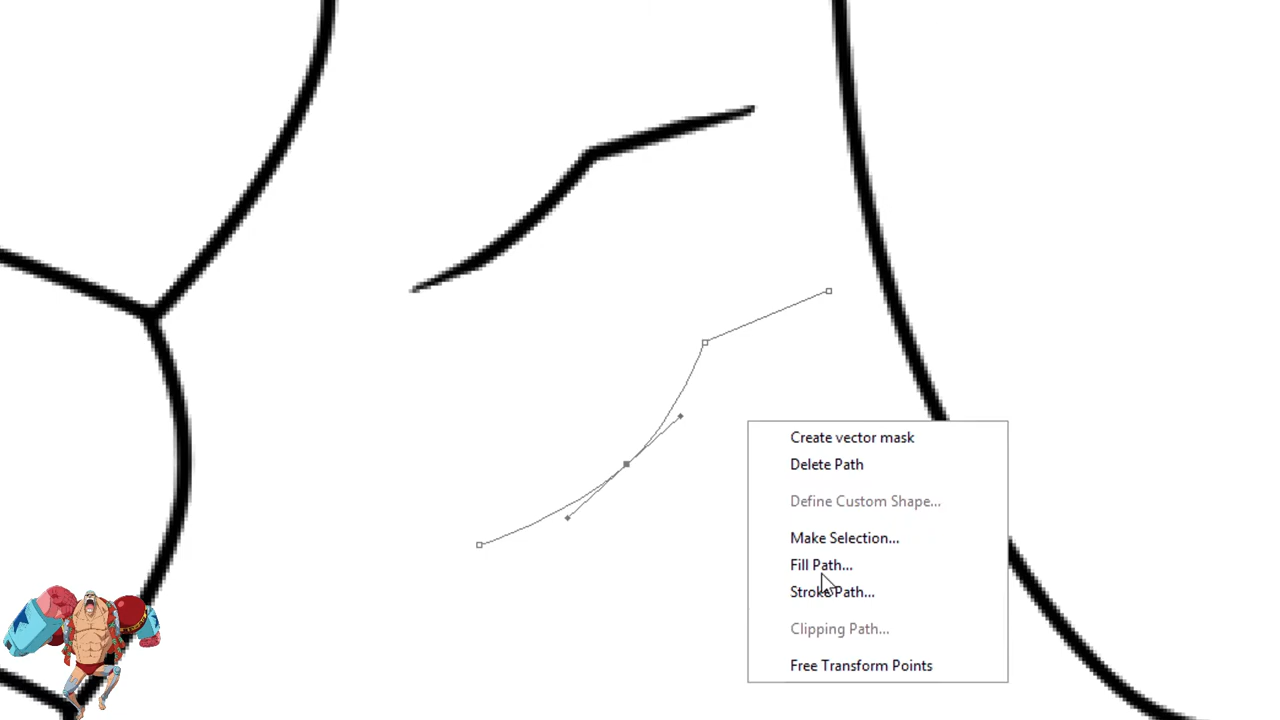 Create vector mask
Delete Path
Define Custom Shape...
Make Selection...
Fill Path...
Stroke Path...
Clipping Path...
Free Transform Points